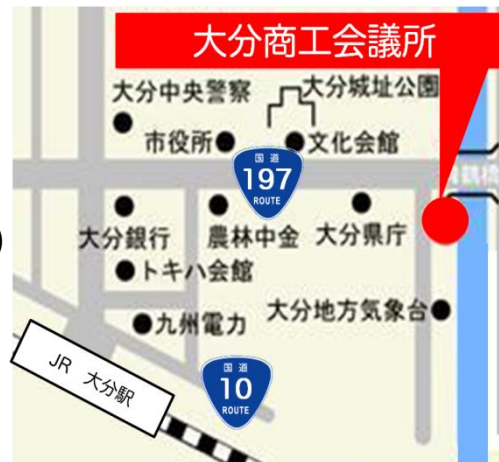 大分商工会議所
大分中央警察
大分城址公園
市役所
文化会館
国道
197
ROUTE
鶴橋
大分銀行
農林中金
大分県庁
トキハ会館
九州電力
大分地方気象台
JR 大分駅
国道
10
ROUTE